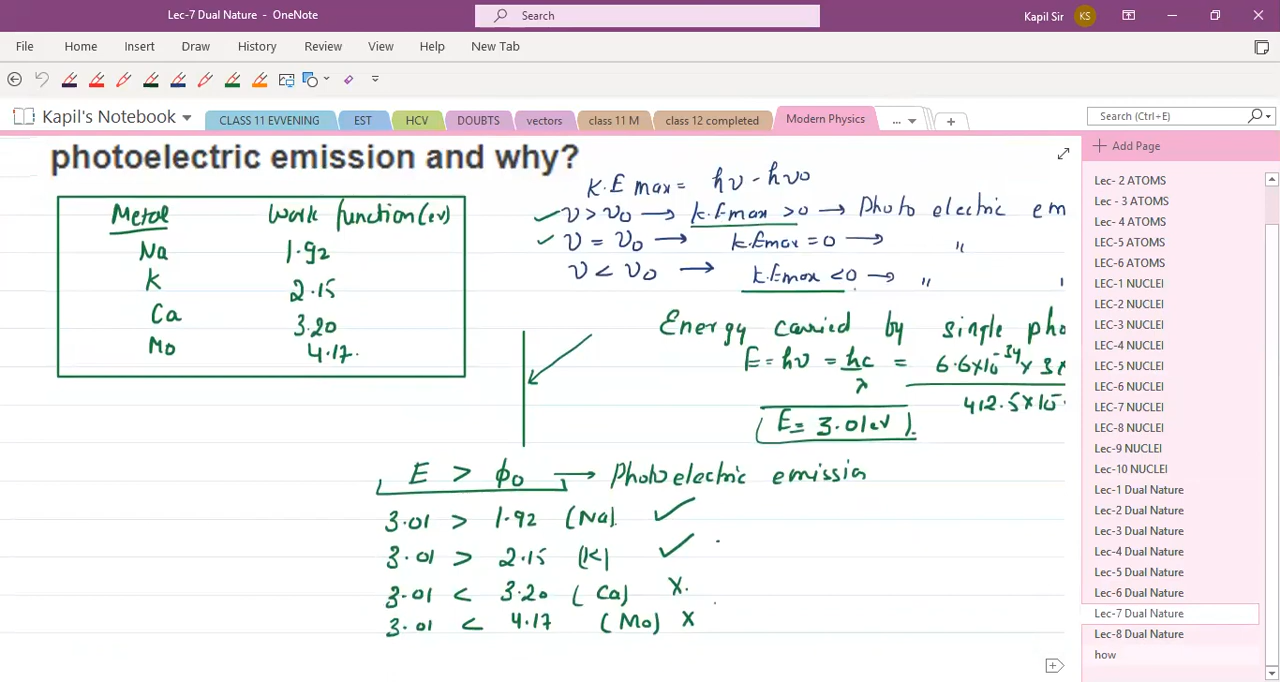 Lec-7 Dual Nature - OneNote
Search
Kapil Sir
KS
File Home Insert Draw History Review View Help New Tab
Kapil's Notebook
CLASS 11 EVVENING
EST
HCV
DOUBTS
vectors
class 11 M
class 12 completed
Modern Physics
...
Search (Ctrl+E)
photoelectric emission and why?
Metal Work function(ev)
Na 1.92
K 2.15
Ca 3.20
Mo 4.17.
K.E max = hν - hν0
ν > ν0 → K.Emax >0 → Photo electric em
ν = ν0 → K.Emax = 0 → "
ν < ν0 → K.Emax <0 → "
Energy carried by single pho
E = hν = hc/λ = 6.6×10⁻³⁴ × 3×
412.5×10
E = 3.01ev
E > ϕ0 → Photoelectric emission
3.01 > 1.92 (Na). ✓
3.01 > 2.15 (K) ✓
3.01 < 3.20 (Ca) X.
3.01 < 4.17 (Mo) X
Add Page
Lec- 2 ATOMS
Lec - 3 ATOMS
Lec- 4 ATOMS
LEC-5 ATOMS
LEC-6 ATOMS
LEC-1 NUCLEI
LEC-2 NUCLEI
LEC-3 NUCLEI
LEC-4 NUCLEI
LEC-5 NUCLEI
LEC-6 NUCLEI
LEC-7 NUCLEI
LEC-8 NUCLEI
Lec-9 NUCLEI
Lec-10 NUCLEI
Lec-1 Dual Nature
Lec-2 Dual Nature
Lec-3 Dual Nature
Lec-4 Dual Nature
Lec-5 Dual Nature
Lec-6 Dual Nature
Lec-7 Dual Nature
Lec-8 Dual Nature
how